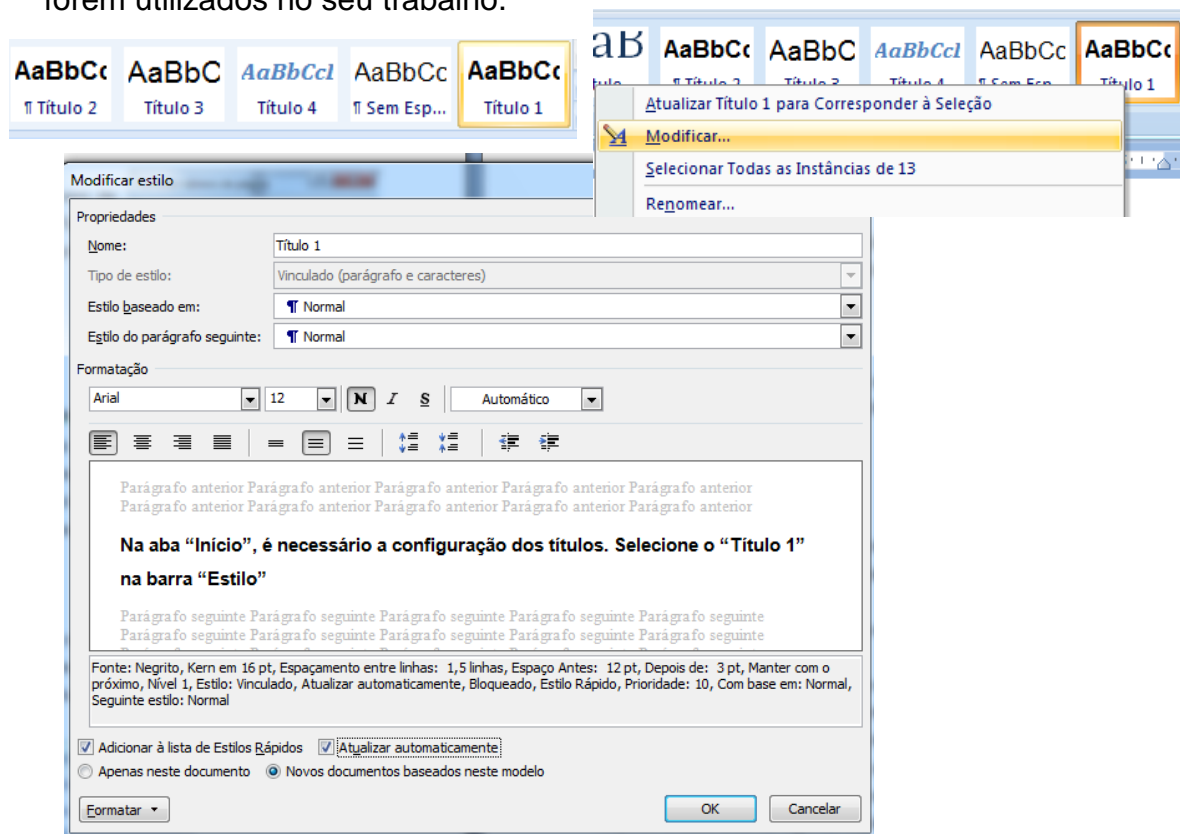 forem utilizados no seu trabalho.
AaBbCc AaBbC AaBbCcl AaBbCc AaBbCc
¶ Título 2 Título 3 Título 4 ¶ Sem Esp... Título 1
aB AaBbCc AaBbC AaBbCcl AaBbCc AaBbCc
¶ Título 2 Título 3 Título 4 ¶ Sem Esp... Título 1
Atualizar Título 1 para Corresponder à Seleção
Modificar...
Selecionar Todas as Instâncias de 13
Renomear...
Modificar estilo
Propriedades
Nome: Título 1
Tipo de estilo: Vinculado (parágrafo e caracteres)
Estilo baseado em: ¶ Normal
Estilo do parágrafo seguinte: ¶ Normal
Formatação
Arial 12 N I S Automático
Parágrafo anterior Parágrafo anterior Parágrafo anterior Parágrafo anterior Parágrafo anterior
Parágrafo anterior Parágrafo anterior Parágrafo anterior Parágrafo anterior Parágrafo anterior
Na aba “Início”, é necessário a configuração dos títulos. Selecione o “Título 1”
na barra “Estilo”
Parágrafo seguinte Parágrafo seguinte Parágrafo seguinte Parágrafo seguinte Parágrafo seguinte
Parágrafo seguinte Parágrafo seguinte Parágrafo seguinte Parágrafo seguinte Parágrafo seguinte
Fonte: Negrito, Kern em 16 pt, Espaçamento entre linhas: 1,5 linhas, Espaço Antes: 12 pt, Depois de: 3 pt, Manter com o
próximo, Nível 1, Estilo: Vinculado, Atualizar automaticamente, Bloqueado, Estilo Rápido, Prioridade: 10, Com base em: Normal,
Seguinte estilo: Normal
Adicionar à lista de Estilos Rápidos Atualizar automaticamente
Apenas neste documento Novos documentos baseados neste modelo
Formatar OK Cancelar